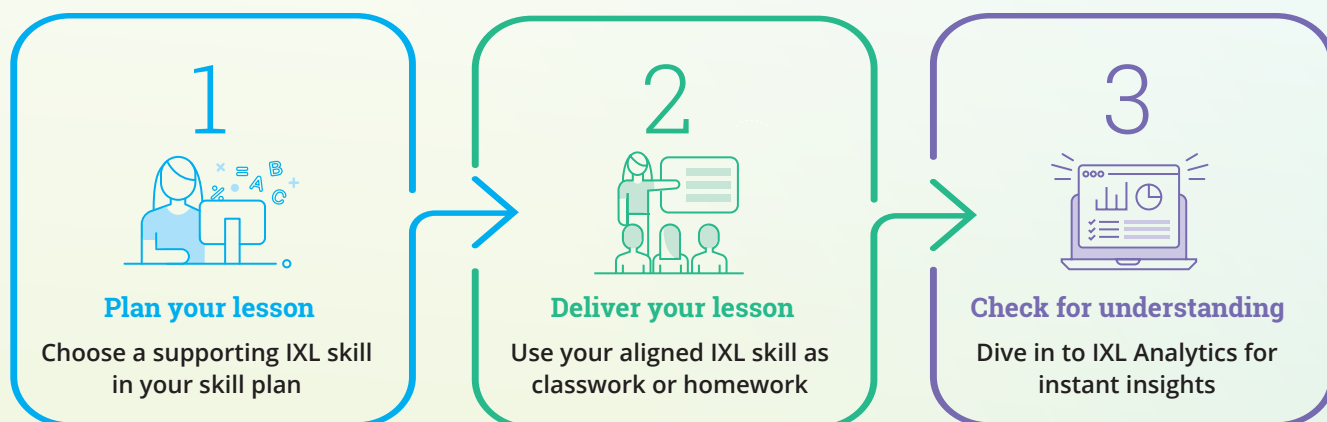 1
% × = A B C +
Plan your lesson
Choose a supporting IXL skill
in your skill plan
2
Deliver your lesson
Use your aligned IXL skill as
classwork or homework
3
Check for understanding
Dive in to IXL Analytics for
instant insights